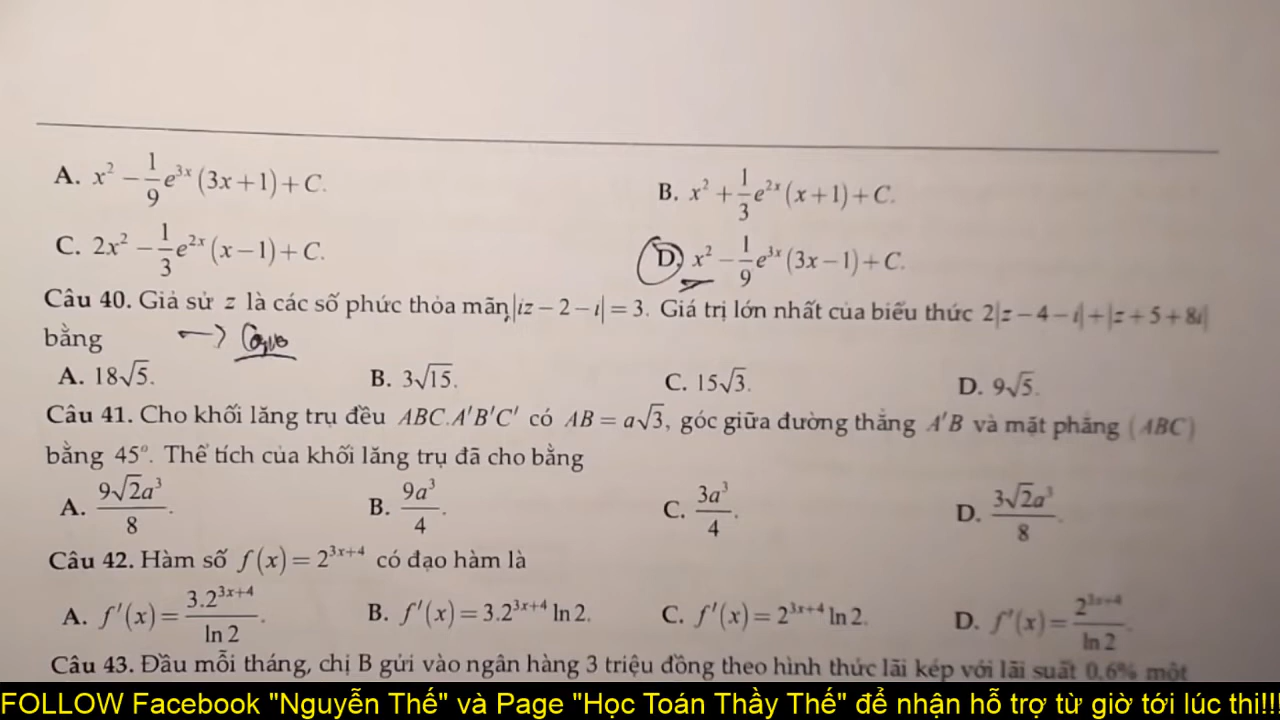 A. x² − 1/9 e^{3x}(3x+1)+C.
B. x² + 1/3 e^{2x}(x+1)+C.
C. 2x² − 1/3 e^{2x}(x−1)+C.
D. x² − 1/9 e^{3x}(3x−1)+C.
Câu 40. Giả sử z là các số phức thỏa mãn |iz − 2 − i| = 3. Giá trị lớn nhất của biểu thức 2|z − 4 − i| + |z + 5 + 8i|
bằng
A. 18√5.
B. 3√15.
C. 15√3.
D. 9√5.
Câu 41. Cho khối lăng trụ đều ABC.A'B'C' có AB = a√3, góc giữa đường thẳng A'B và mặt phẳng (ABC)
bằng 45°. Thể tích của khối lăng trụ đã cho bằng
A. 9√2a³/8.
B. 9a³/4.
C. 3a³/4.
D. 3√2a³/8.
Câu 42. Hàm số f(x) = 2^{3x+4} có đạo hàm là
A. f'(x) = 3.2^{3x+4}/ln 2.
B. f'(x) = 3.2^{3x+4} ln 2.
C. f'(x) = 2^{3x+4} ln 2.
D. f'(x) = 2^{3x+4}/ln 2.
Câu 43. Đầu mỗi tháng, chị B gửi vào ngân hàng 3 triệu đồng theo hình thức lãi kép với lãi suất 0,6% một
FOLLOW Facebook "Nguyễn Thế" và Page "Học Toán Thầy Thế" để nhận hỗ trợ từ giờ tới lúc thi!!!